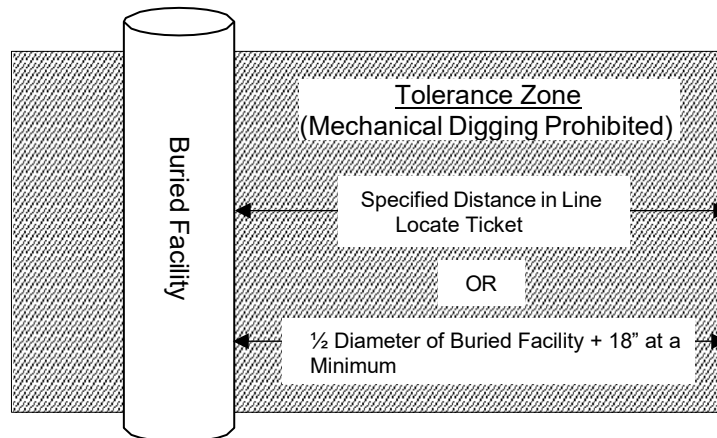 Tolerance Zone
(Mechanical Digging Prohibited)
Buried Facility
Specified Distance in Line
Locate Ticket
OR
½ Diameter of Buried Facility + 18” at a
Minimum